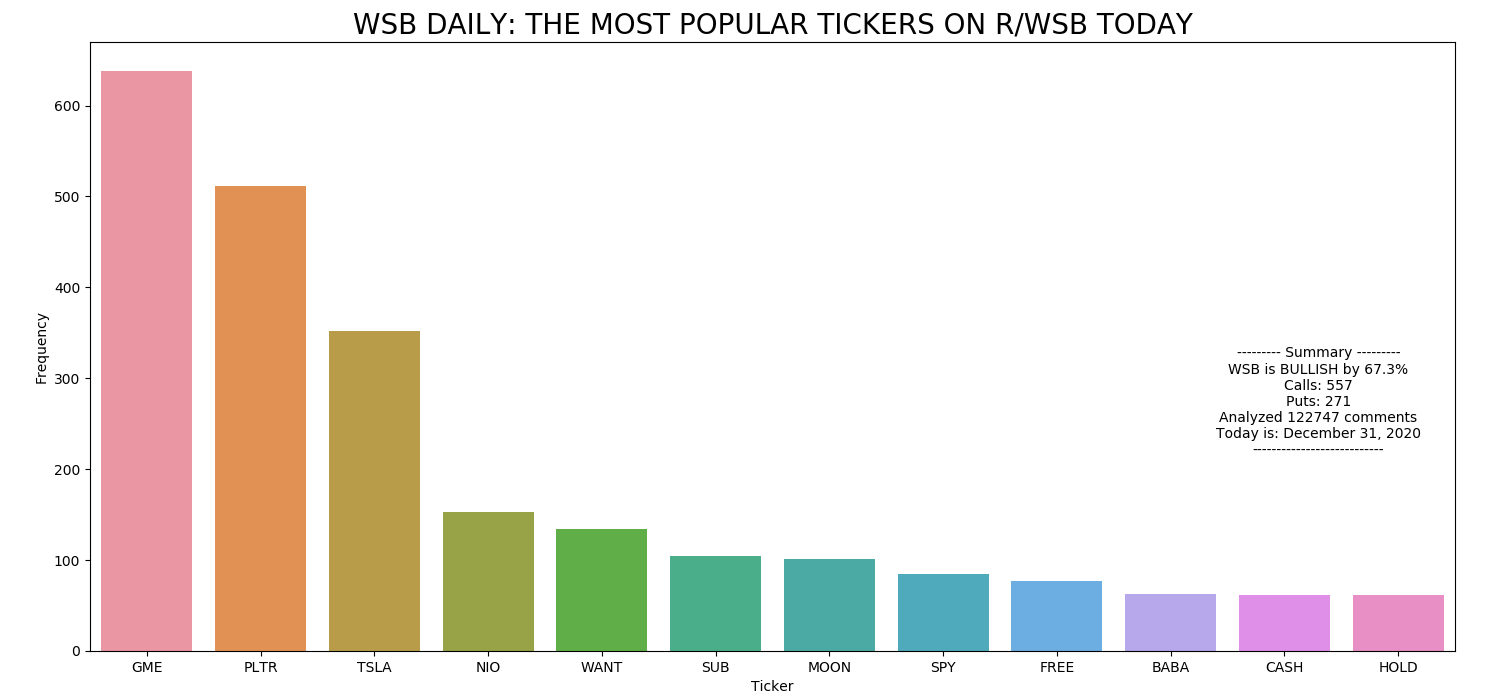 WSB DAILY: THE MOST POPULAR TICKERS ON R/WSB TODAY
Frequency
600
500
400
300
200
100
0
--------- Summary ---------
WSB is BULLISH by 67.3%
Calls: 557
Puts: 271
Analyzed 122747 comments
Today is: December 31, 2020
---------------------------
GME PLTR TSLA NIO WANT SUB MOON SPY FREE BABA CASH HOLD
Ticker